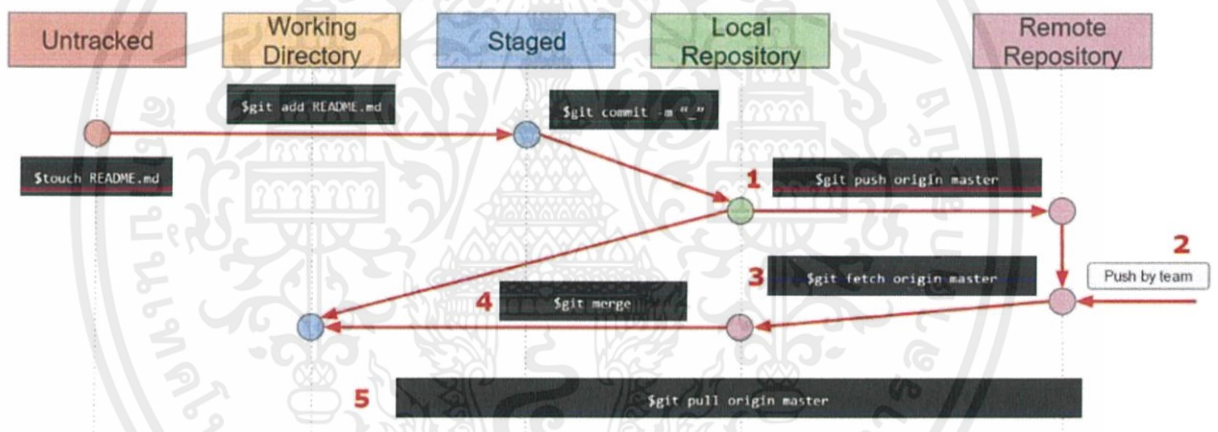 Untracked
Working
Directory
Staged
Local
Repository
Remote
Repository
$git add README.md
$git commit -m “_”
$touch README.md
1
$git push origin master
2
Push by team
3
$git fetch origin master
4
$git merge
5
$git pull origin master